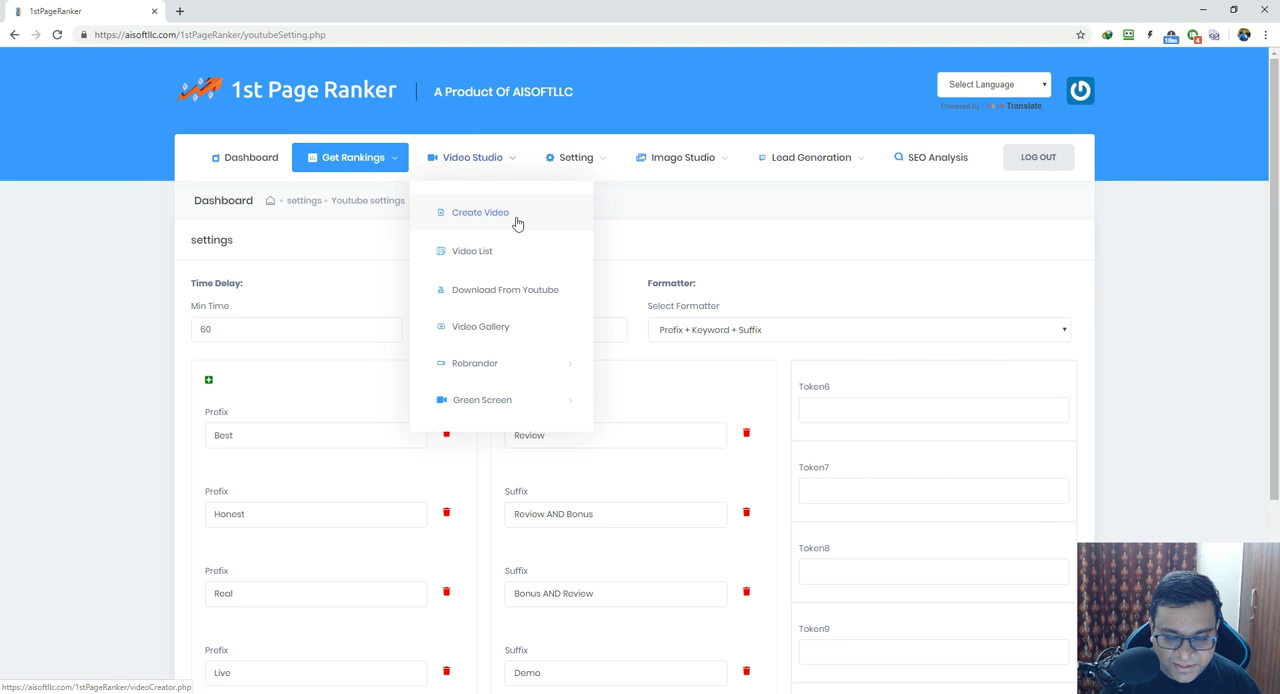 1stPageRanker
https://aisoftllc.com/1stPageRanker/youtubeSetting.php
10m
4
1st Page Ranker
A Product Of AISOFTLLC
Select Language
Powered by Translate
Dashboard
Get Rankings
Video Studio
Setting
Image Studio
Lead Generation
SEO Analysis
LOG OUT
Dashboard
settings
Youtube settings
Create Video
Video List
Download From Youtube
Video Gallery
Rebrander
Green Screen
settings
Time Delay:
Min Time
60
Formatter:
Select Formatter
Prefix + Keyword + Suffix
Prefix
Best
Prefix
Honest
Prefix
Real
Prefix
Live
Review
Suffix
Review AND Bonus
Suffix
Bonus AND Review
Suffix
Demo
Token6
Token7
Token8
Token9
https://aisoftllc.com/1stPageRanker/videoCreator.php